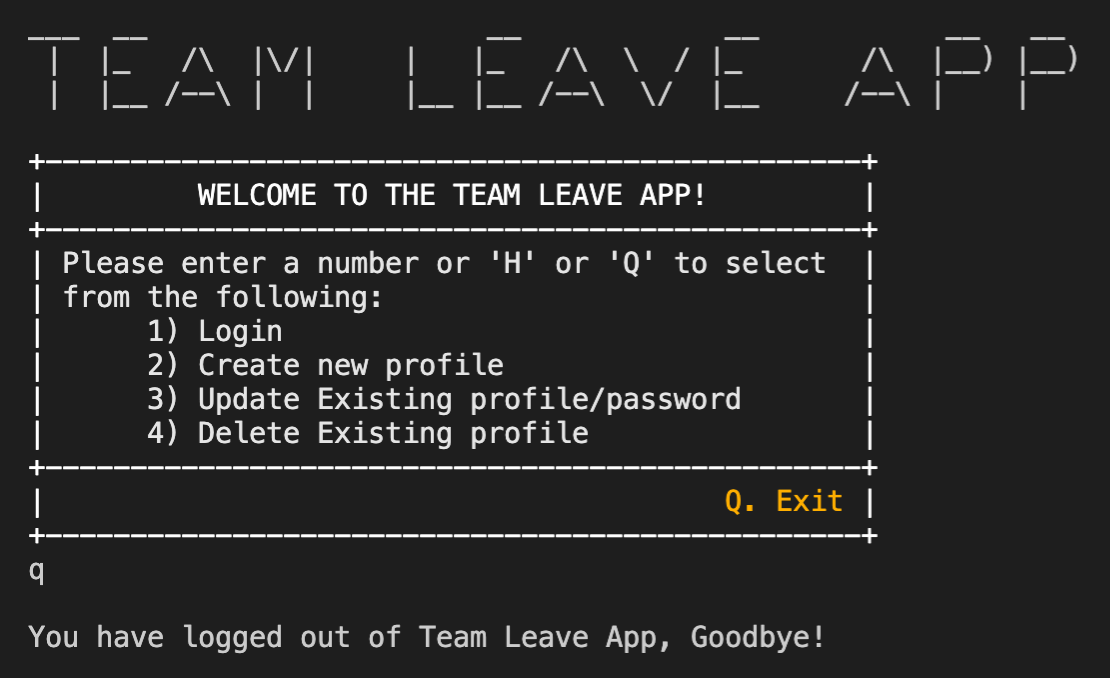 TEAM LEAVE APP
WELCOME TO THE TEAM LEAVE APP!
Please enter a number or 'H' or 'Q' to select
from the following:
1) Login
2) Create new profile
3) Update Existing profile/password
4) Delete Existing profile
Q. Exit
q
You have logged out of Team Leave App, Goodbye!